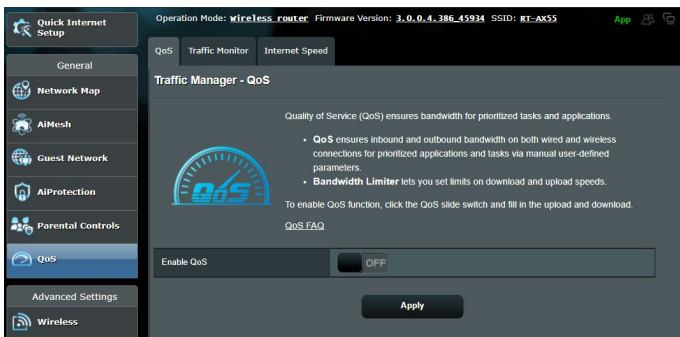 Quick Internet
Setup
Operation Mode: Wireless router Firmware Version: 3.0.0.4.386_45934 SSID: RT-AX55
App
General
Network Map
AiMesh
Guest Network
AiProtection
Parental Controls
QoS
Advanced Settings
Wireless
QoS Traffic Monitor Internet Speed
Traffic Manager - QoS
Quality of Service (QoS) ensures bandwidth for prioritized tasks and applications.
• QoS ensures inbound and outbound bandwidth on both wired and wireless
connections for prioritized applications and tasks via manual user-defined
parameters.
• Bandwidth Limiter lets you set limits on download and upload speeds.
To enable QoS function, click the QoS slide switch and fill in the upload and download.
QoS FAQ
QoS
Enable QoS OFF
Apply